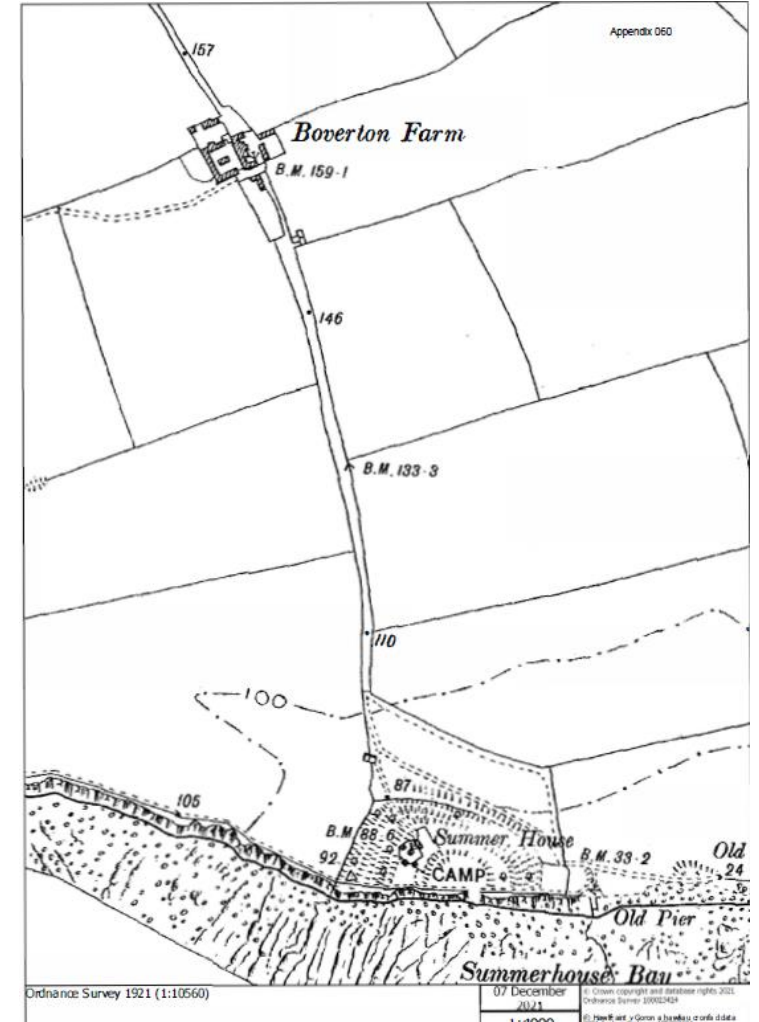 Appendix 060
157
Boverton Farm
B.M. 159·1
146
B.M. 133·3
110
100
87
105
B.M. 88·6
Summer House
92
CAMP
B.M. 33·2
Old
24
Old Pier
Summerhouse Bay
Ordnance Survey 1921 (1:10560)
07 December
2021
© Crown copyright and database rights 2021
Ordnance Survey 100023424
1:4000